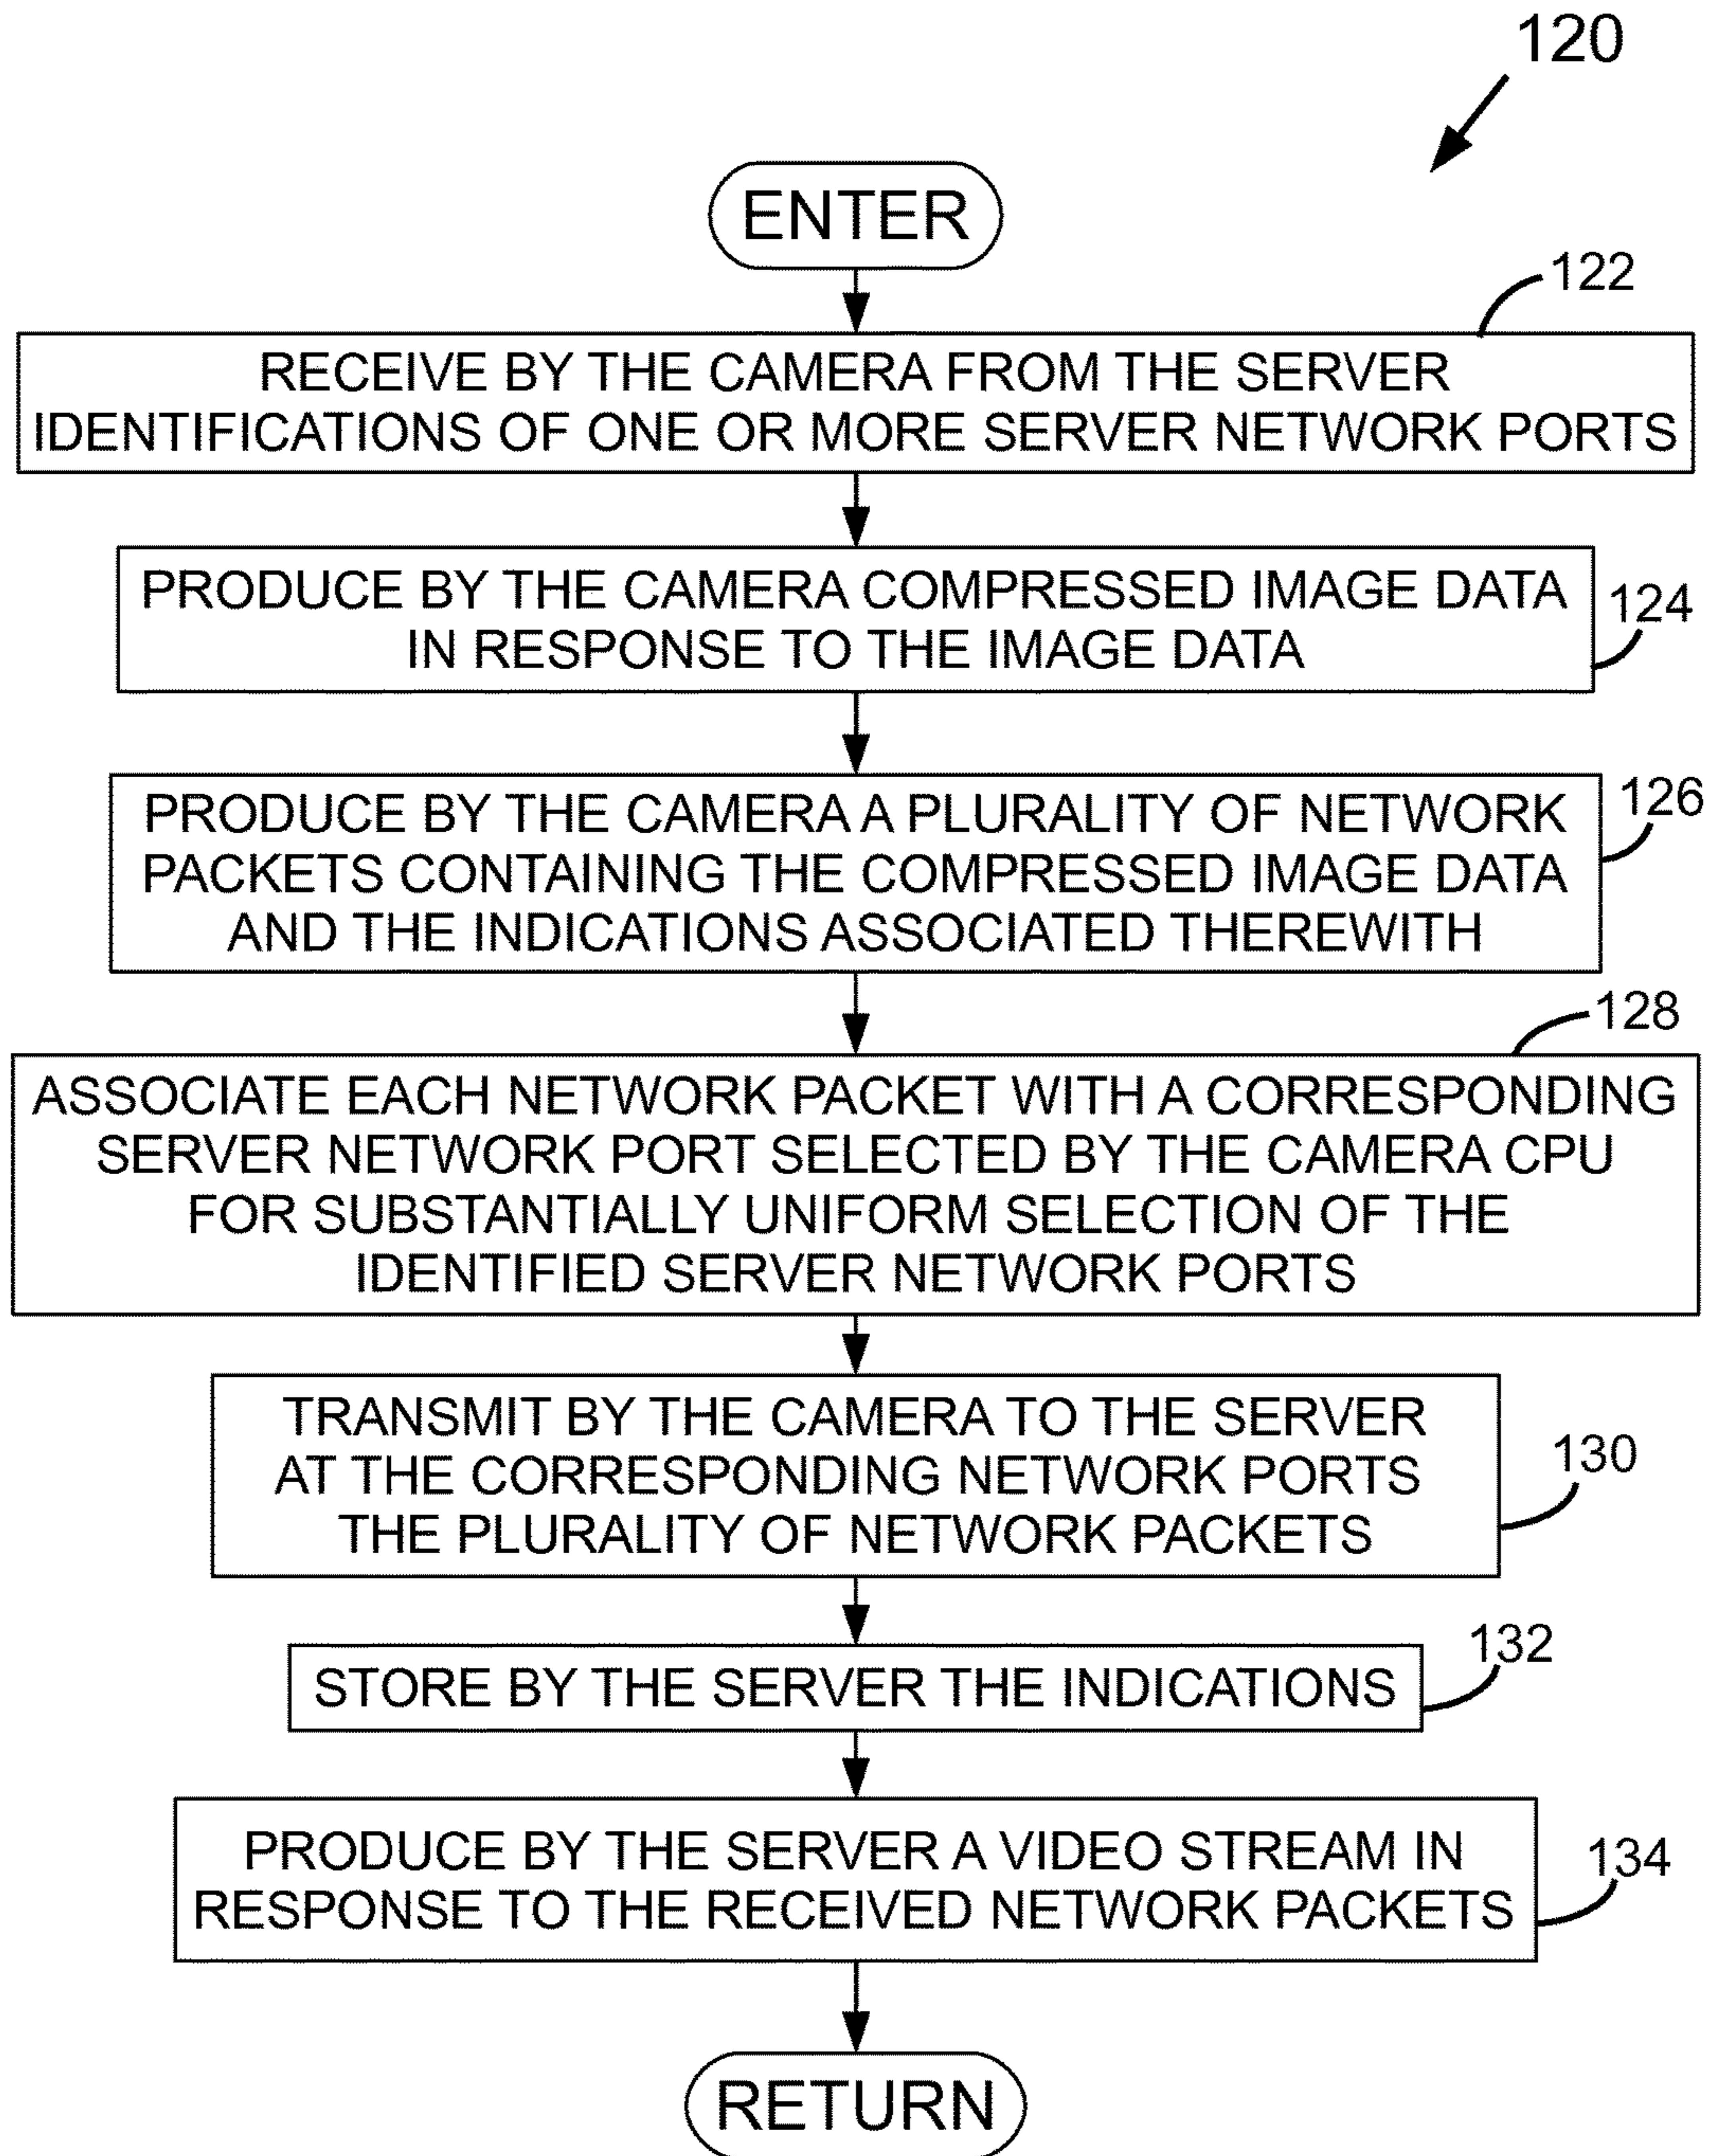 120
ENTER
122
RECEIVE BY THE CAMERA FROM THE SERVER
IDENTIFICATIONS OF ONE OR MORE SERVER NETWORK PORTS
PRODUCE BY THE CAMERA COMPRESSED IMAGE DATA
IN RESPONSE TO THE IMAGE DATA
124
PRODUCE BY THE CAMERA A PLURALITY OF NETWORK
PACKETS CONTAINING THE COMPRESSED IMAGE DATA
AND THE INDICATIONS ASSOCIATED THEREWITH
126
128
ASSOCIATE EACH NETWORK PACKET WITH A CORRESPONDING
SERVER NETWORK PORT SELECTED BY THE CAMERA CPU
FOR SUBSTANTIALLY UNIFORM SELECTION OF THE
IDENTIFIED SERVER NETWORK PORTS
TRANSMIT BY THE CAMERA TO THE SERVER
AT THE CORRESPONDING NETWORK PORTS
THE PLURALITY OF NETWORK PACKETS
130
STORE BY THE SERVER THE INDICATIONS
132
PRODUCE BY THE SERVER A VIDEO STREAM IN
RESPONSE TO THE RECEIVED NETWORK PACKETS
134
RETURN